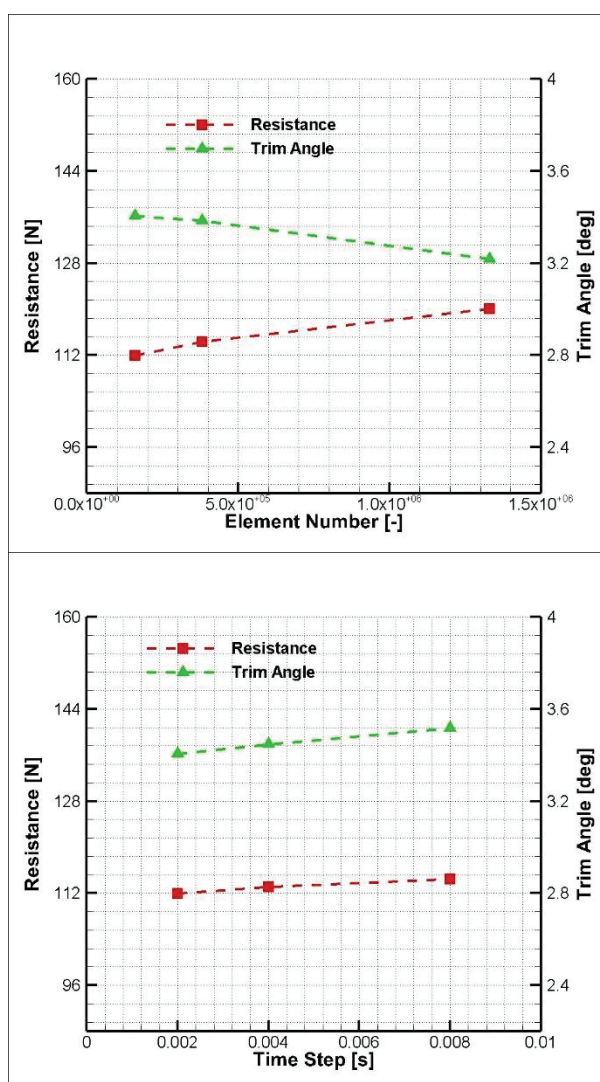 160
144
128
112
96
Resistance [N]
4
3.6
3.2
2.8
2.4
Trim Angle [deg]
Resistance
Trim Angle
0.0x10+00
5.0x10+05
1.0x10+06
1.5x10+06
Element Number [-]
160
144
128
112
96
Resistance [N]
4
3.6
3.2
2.8
2.4
Trim Angle [deg]
Resistance
Trim Angle
0
0.002
0.004
0.006
0.008
0.01
Time Step [s]